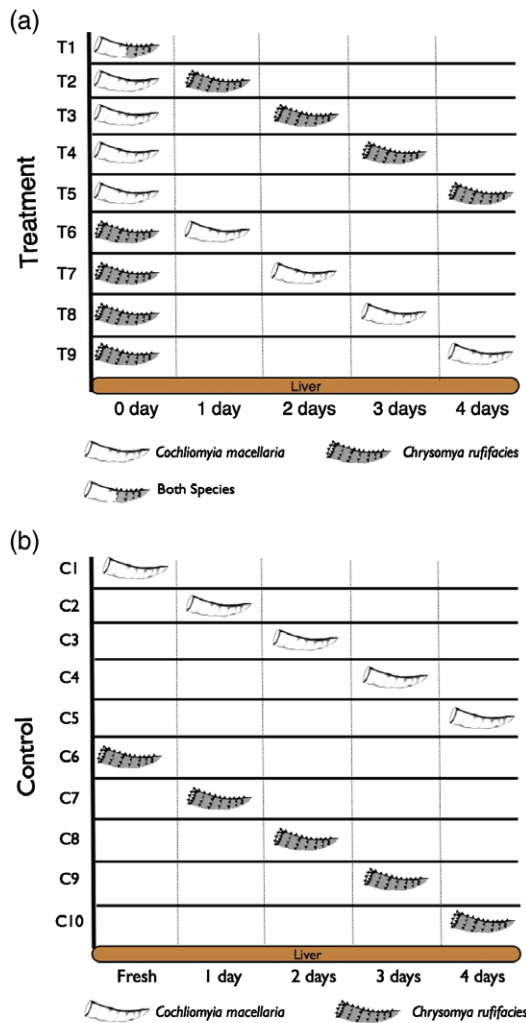 (a)
Treatment
T1
T2
T3
T4
T5
T6
T7
T8
T9
Liver
0 day 1 day 2 days 3 days 4 days
Cochliomyia macellaria Chrysomya rufifacies
Both Species
(b)
Control
C1
C2
C3
C4
C5
C6
C7
C8
C9
C10
Liver
Fresh 1 day 2 days 3 days 4 days
Cochliomyia macellaria Chrysomya rufifacies